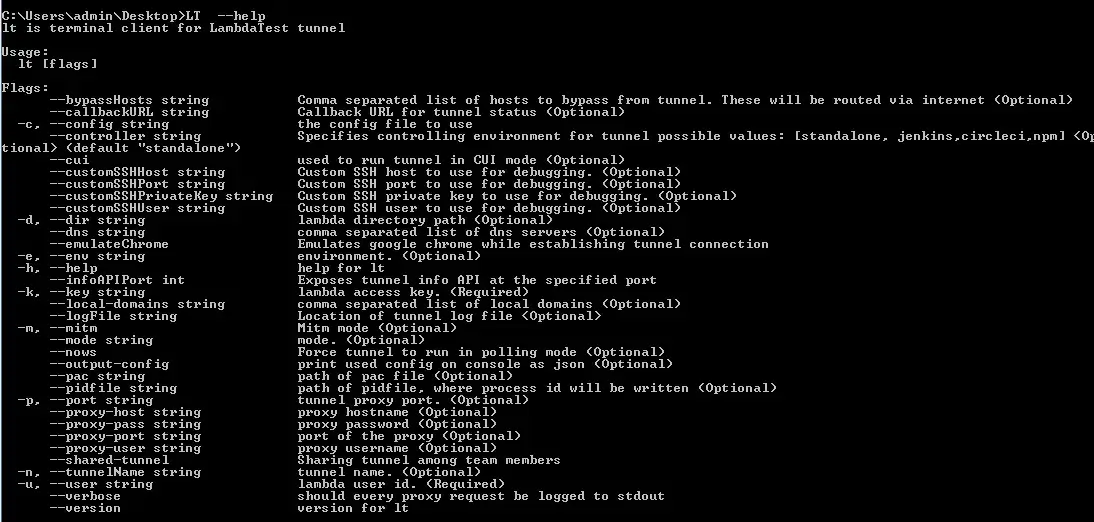 C:\Users\admin\Desktop>LT  --help
lt is terminal client for LambdaTest tunnel

Usage:
  lt [flags]

Flags:
      --bypassHosts string           Comma separated list of hosts to bypass from tunnel. These will be routed via internet (Optional)
      --callbackURL string           Callback URL for tunnel status (Optional)
  -c, --config string                the config file to use
      --controller string            Specifies controlling environment for tunnel possible values: [standalone, jenkins,circleci,npm] (Op
tional) (default "standalone")
      --cui                          used to run tunnel in CUI mode (Optional)
      --customSSHHost string         Custom SSH host to use for debugging. (Optional)
      --customSSHPort string         Custom SSH port to use for debugging. (Optional)
      --customSSHPrivateKey string   Custom SSH private key to use for debugging. (Optional)
      --customSSHUser string         Custom SSH user to use for debugging. (Optional)
  -d, --dir string                   lambda directory path (Optional)
      --dns string                   comma separated list of dns servers (Optional)
      --emulateChrome                Emulates google chrome while establishing tunnel connection
  -e, --env string                   environment. (Optional)
  -h, --help                         help for lt
      --infoAPIPort int              Exposes tunnel info API at the specified port
  -k, --key string                   lambda access key. (Required)
      --local-domains string         comma separated list of local domains (Optional)
      --logFile string               Location of tunnel log file (Optional)
  -m, --mitm                         Mitm mode (Optional)
      --mode string                  mode. (Optional)
      --nows                         Force tunnel to run in polling mode (Optional)
      --output-config                print used config on console as json (Optional)
      --pac string                   path of pac file (Optional)
      --pidfile string               path of pidfile, where process id will be written (Optional)
  -p, --port string                  tunnel proxy port. (Optional)
      --proxy-host string            proxy hostname (Optional)
      --proxy-pass string            proxy password (Optional)
      --proxy-port string            port of the proxy (Optional)
      --proxy-user string            proxy username (Optional)
      --shared-tunnel                Sharing tunnel among team members
  -n, --tunnelName string            tunnel name. (Optional)
  -u, --user string                  lambda user id. (Required)
      --verbose                      should every proxy request be logged to stdout
      --version                      version for lt